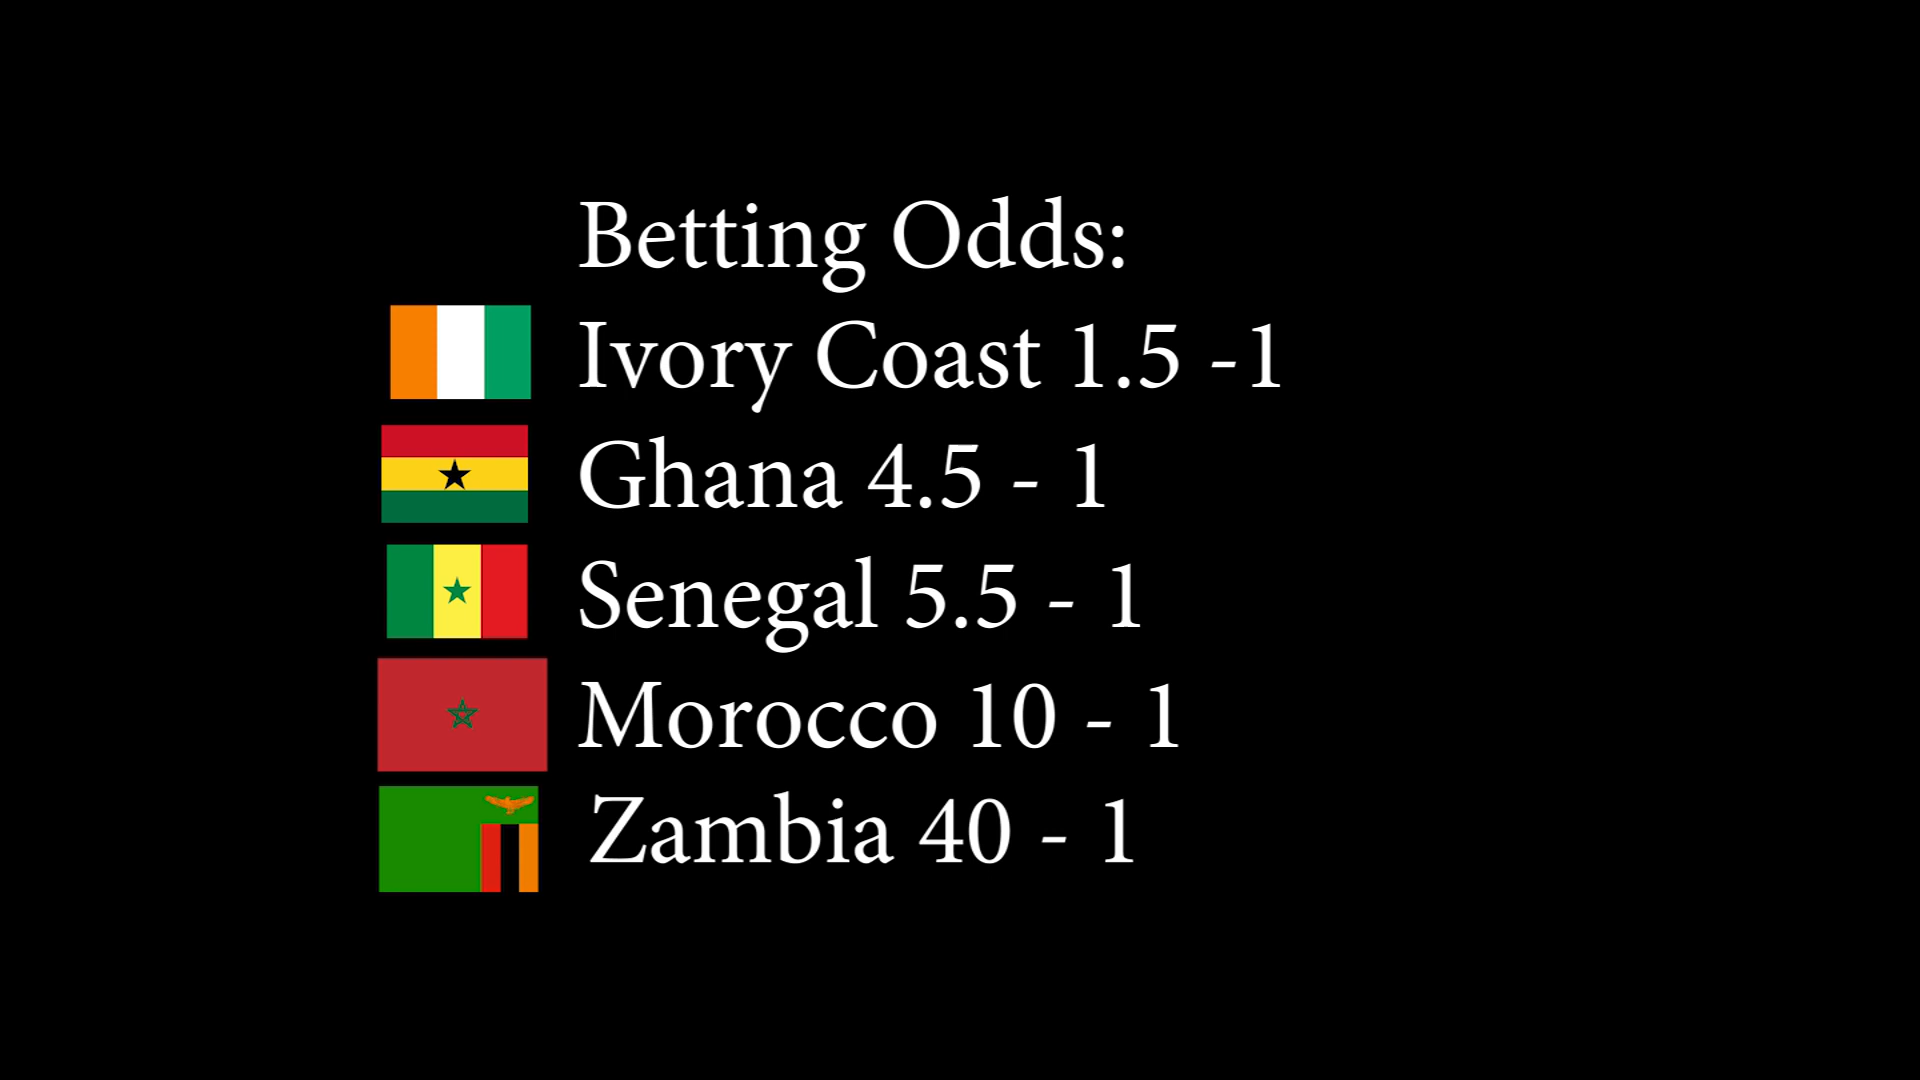 Betting Odds:
Ivory Coast 1.5 -1
Ghana 4.5 - 1
Senegal 5.5 - 1
Morocco 10 - 1
Zambia 40 - 1